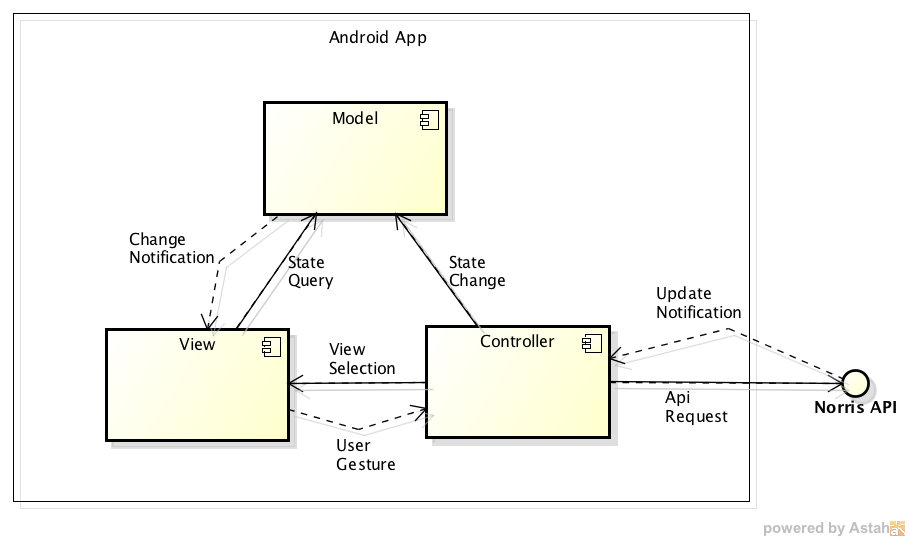 Android App
Model
Change
Notification
State
Query
State
Change
Update
Notification
View
Controller
View
Selection
Api
Request
Norris API
User
Gesture
powered by Astah